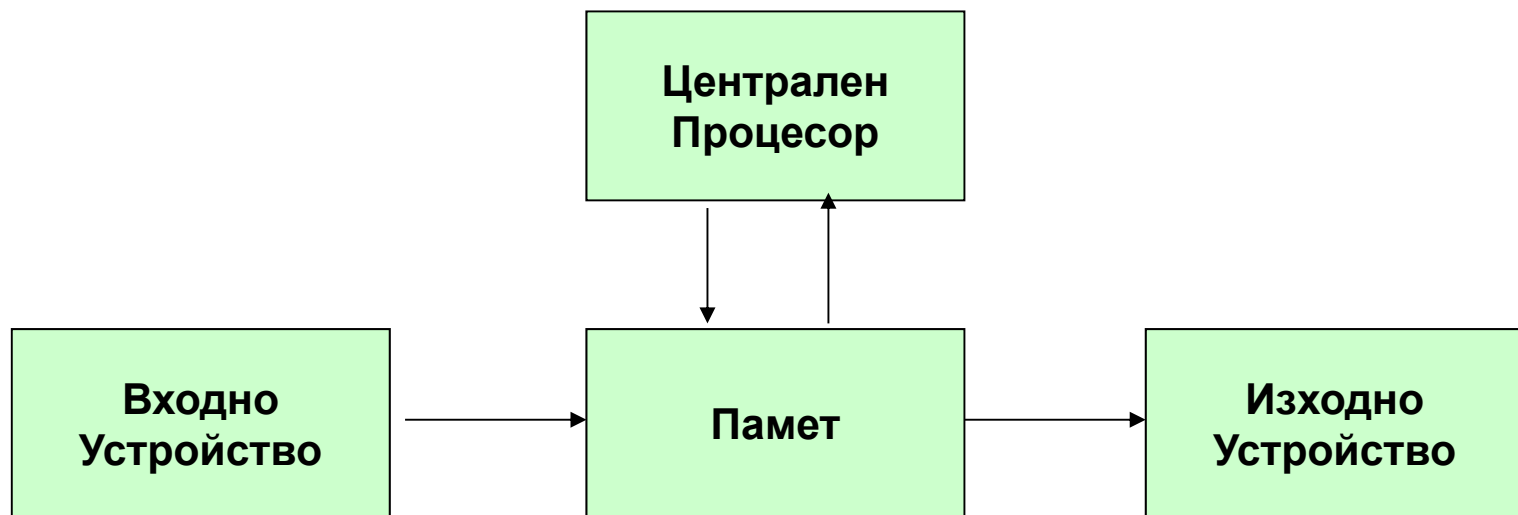 Централен
Процесор
Входно
Устройство
Памет
Изходно
Устройство